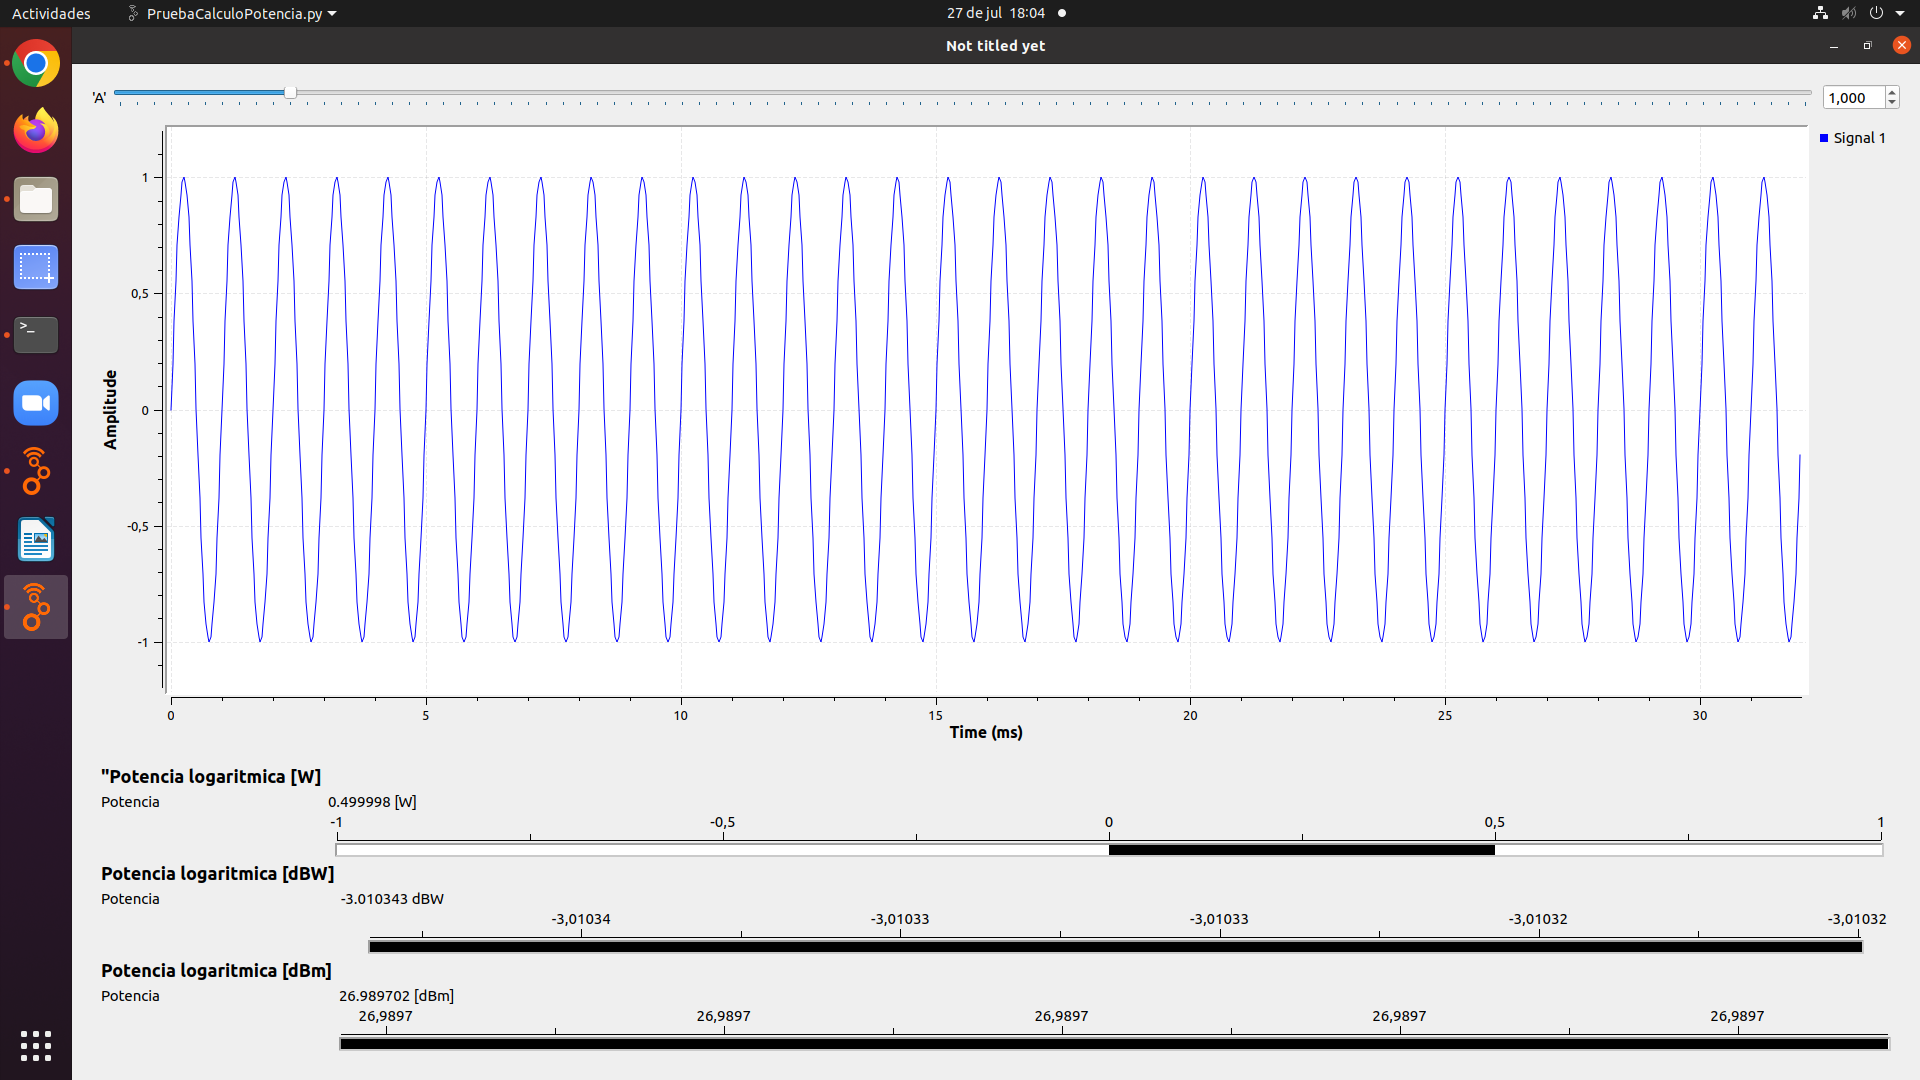 Actividades PruebaCalculoPotencia.py 27 de jul 18:04
Not titled yet
'A' 1,000
Signal 1
1
0,5
0
-0,5
-1
Amplitude
0 5 10 15 20 25 30
Time (ms)
"Potencia logaritmica [W]
Potencia 0.499998 [W]
-1 -0,5 0 0,5 1
Potencia logaritmica [dBW]
Potencia -3.010343 dBW
-3,01034 -3,01033 -3,01033 -3,01032 -3,01032
Potencia logaritmica [dBm]
Potencia 26.989702 [dBm]
26,9897 26,9897 26,9897 26,9897 26,9897